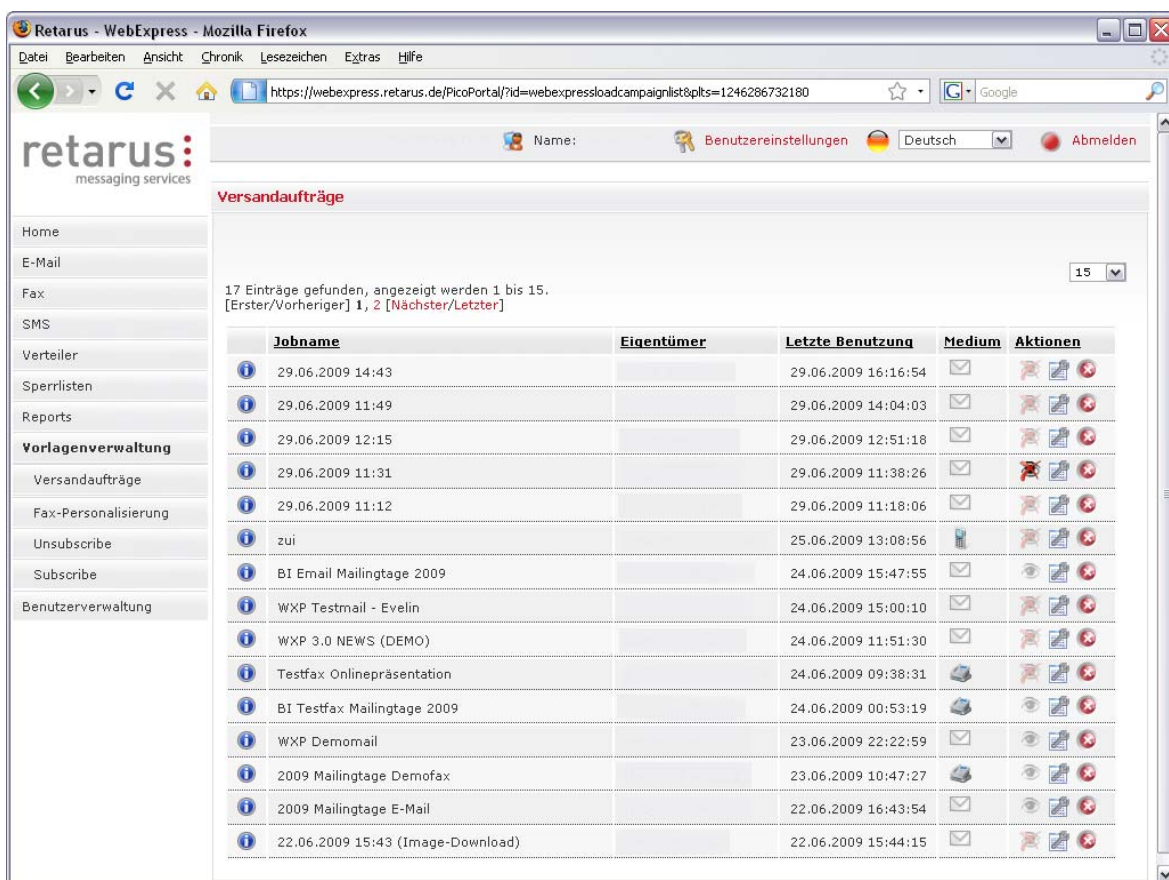 Retarus - WebExpress - Mozilla Firefox
Datei Bearbeiten Ansicht Chronik Lesezeichen Extras Hilfe
https://webexpress.retarus.de/PicoPortal/?id=webexpressloadcampaignlist&plts=1246286732180
G Google
retarus:
messaging services
Name: Benutzereinstellungen Deutsch Abmelden
Versandaufträge
Home
E-Mail
Fax
SMS
Verteiler
Sperrlisten
Reports
Vorlagenverwaltung
Versandaufträge
Fax-Personalisierung
Unsubscribe
Subscribe
Benutzerverwaltung
15
17 Einträge gefunden, angezeigt werden 1 bis 15.
[Erster/Vorheriger] 1, 2 [Nächster/Letzter]
Jobname Eigentümer Letzte Benutzung Medium Aktionen
29.06.2009 14:43 29.06.2009 16:16:54
29.06.2009 11:49 29.06.2009 14:04:03
29.06.2009 12:15 29.06.2009 12:51:18
29.06.2009 11:31 29.06.2009 11:38:26
29.06.2009 11:12 29.06.2009 11:18:06
zui 25.06.2009 13:08:56
BI Email Mailingtage 2009 24.06.2009 15:47:55
WXP Testmail - Evelin 24.06.2009 15:00:10
WXP 3.0 NEWS (DEMO) 24.06.2009 11:51:30
Testfax Onlinepräsentation 24.06.2009 09:38:31
BI Testfax Mailingtage 2009 24.06.2009 00:53:19
WXP Demomail 23.06.2009 22:22:59
2009 Mailingtage Demofax 23.06.2009 10:47:27
2009 Mailingtage E-Mail 22.06.2009 16:43:54
22.06.2009 15:43 (Image-Download) 22.06.2009 15:44:15